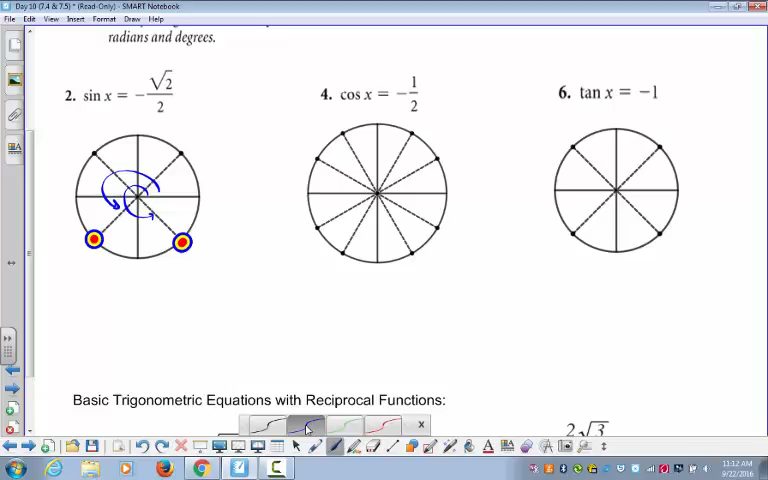 Day 10 (7.4 & 7.5) * (Read-Only) - SMART Notebook
File Edit View Insert Format Draw Help
radians and degrees.
2. sin x = -√2/2
4. cos x = -1/2
6. tan x = -1
Basic Trigonometric Equations with Reciprocal Functions:
x
2√3
11:12 AM
9/22/2016